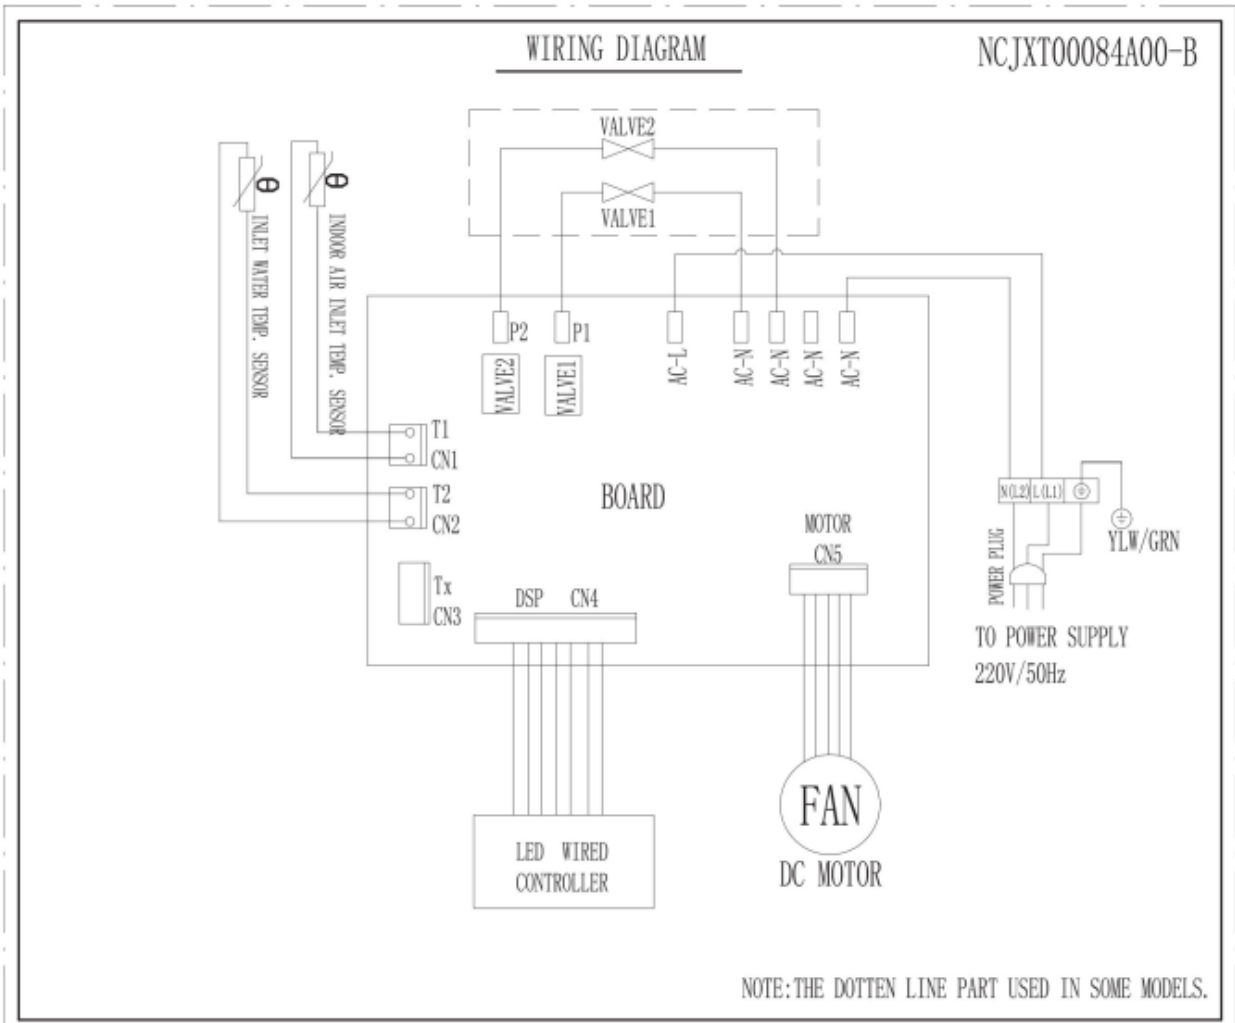 WIRING DIAGRAM
NCJXT00084A00-B
VALVE2
VALVE1
θ
θ
INLET WATER TEMP. SENSOR
INDOOR AIR INLET TEMP. SENSOR
P2
P1
VALVE2
VALVE1
AC-L
AC-N
AC-N
AC-N
AC-N
T1
CN1
T2
CN2
BOARD
N(L2)
L(L1)
YLW/GRN
POWER PLUG
MOTOR
CN5
Tx
CN3
DSP CN4
TO POWER SUPPLY
220V/50Hz
FAN
DC MOTOR
LED WIRED
CONTROLLER
NOTE:THE DOTTEN LINE PART USED IN SOME MODELS.